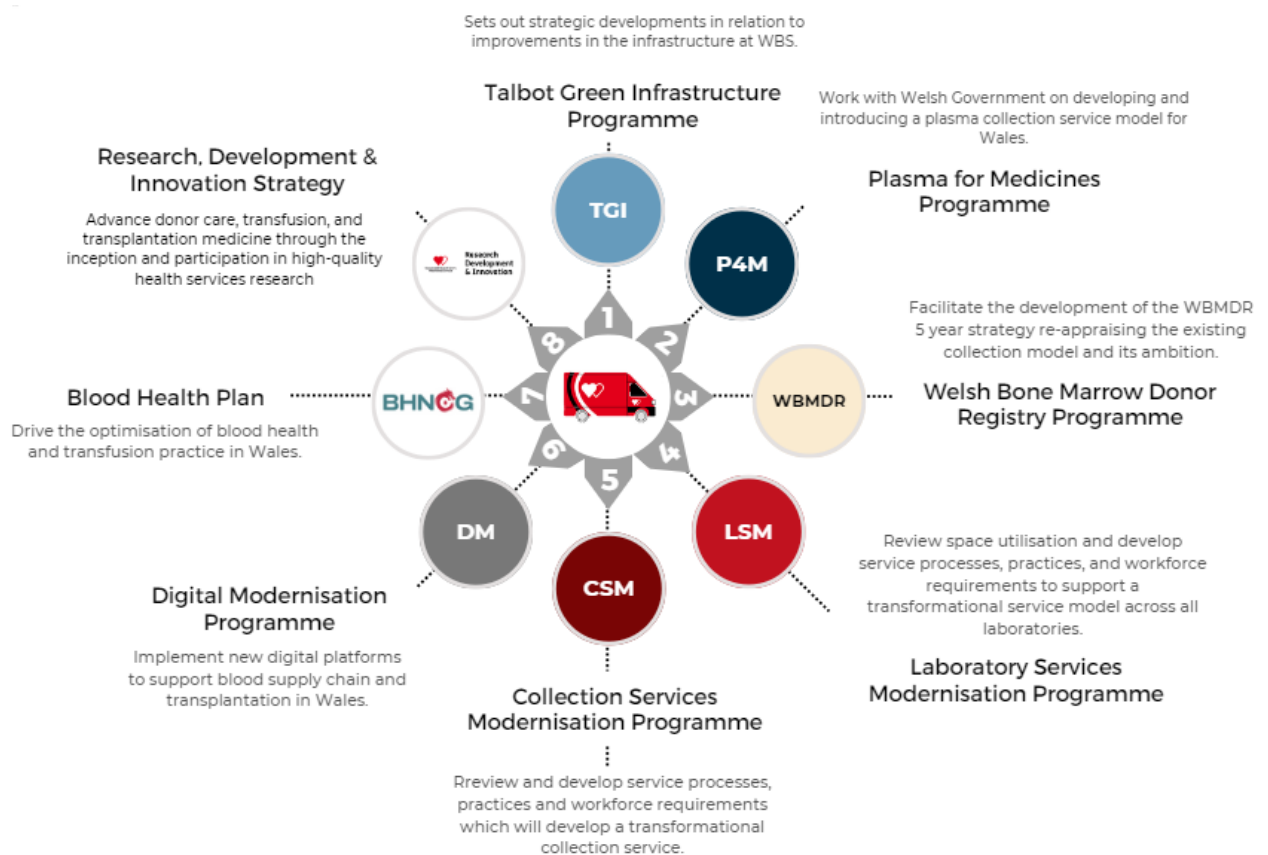 Sets out strategic developments in relation to
improvements in the infrastructure at WBS.
Talbot Green Infrastructure
Programme
TGI
1
Work with Welsh Government on developing and
introducing a plasma collection service model for
Wales.
Plasma for Medicines
Programme
P4M
2
Facilitate the development of the WBMDR
5 year strategy re-appraising the existing
collection model and its ambition.
Welsh Bone Marrow Donor
Registry Programme
WBMDR
3
Review space utilisation and develop
service processes, practices, and workforce
requirements to support a
transformational service model across all
laboratories.
Laboratory Services
Modernisation Programme
LSM
4
5
CSM
Collection Services
Modernisation Programme
Rreview and develop service processes,
practices and workforce requirements
which will develop a transformational
collection service.
6
DM
Digital Modernisation
Programme
Implement new digital platforms
to support blood supply chain and
transplantation in Wales.
7
BHNOG
Blood Health Plan
Drive the optimisation of blood health
and transfusion practice in Wales.
8
Research
Development
& Innovation
Research, Development &
Innovation Strategy
Advance donor care, transfusion, and
transplantation medicine through the
inception and participation in high-quality
health services research